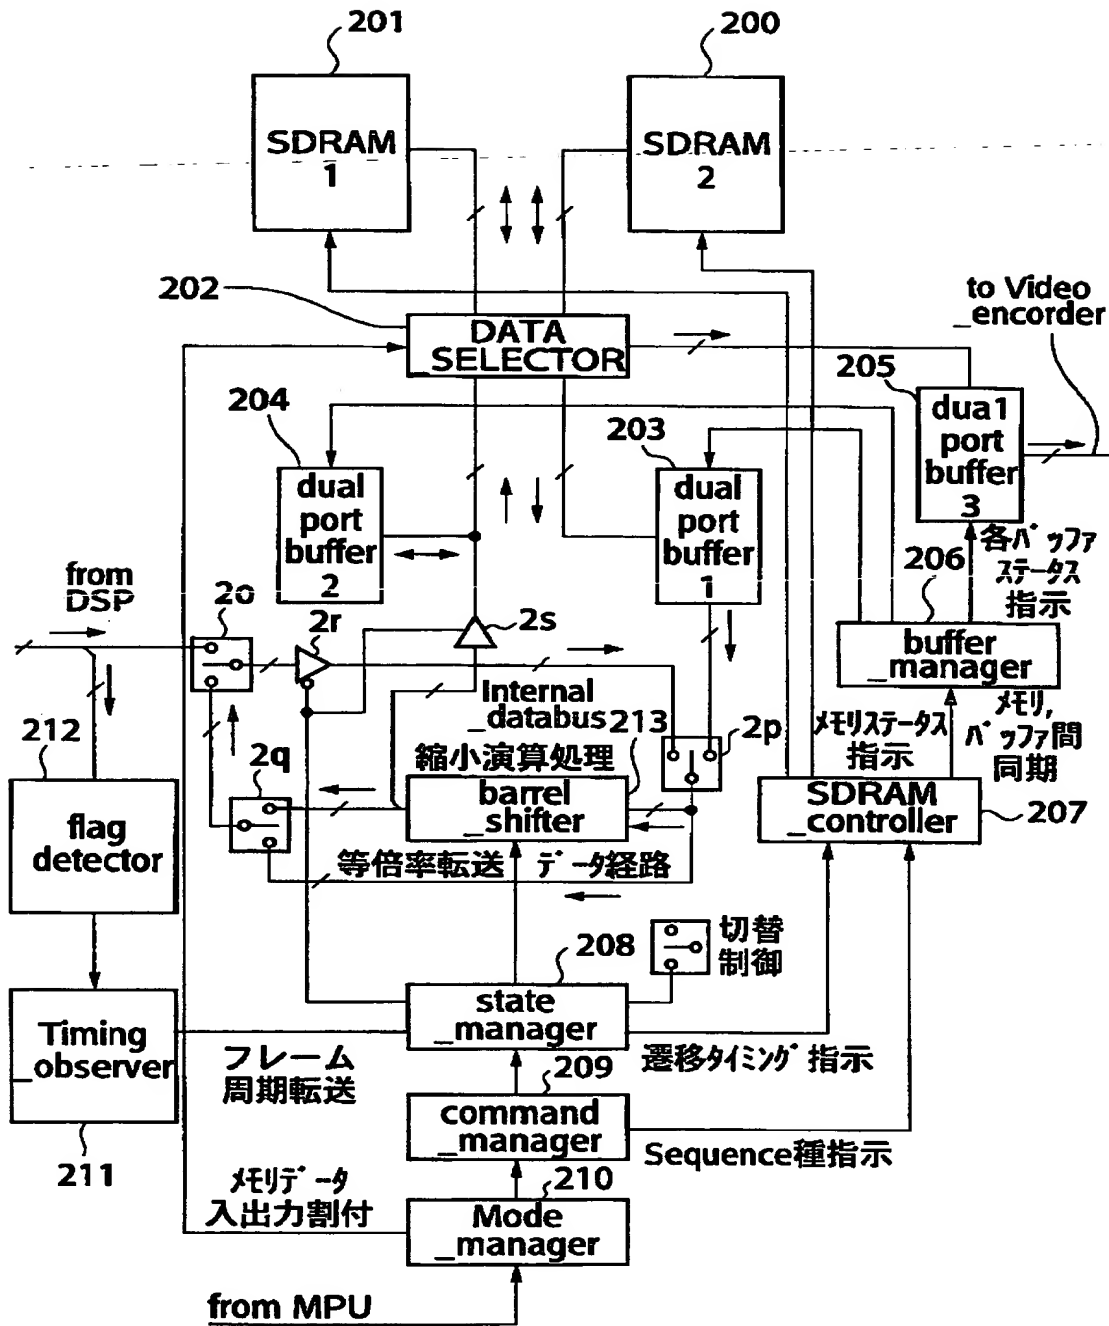 201
200
SDRAM
1
SDRAM
2
202
DATA
_SELECTOR
to Video
_encorder
205
dua1
port
buffer
3
204
dual
port
buffer
2
203
dual
port
buffer
1
各バッファ
ステータス
指示
206
buffer
_manager
from
DSP
2o
2r
2s
Internal
_databus
213
2p
メモリステータス
指示
メモリ,
バッファ間
同期
212
flag
detector
2q
縮小演算処理
barrel
_shifter
SDRAM
_controller
207
等倍率転送 データ経路
208
切替
制御
state
_manager
Timing
_observer
211
フレーム
周期転送
遷移タイミング指示
209
command
_manager
Sequence種指示
メモリデータ
入出力割付
210
Mode
_manager
from MPU